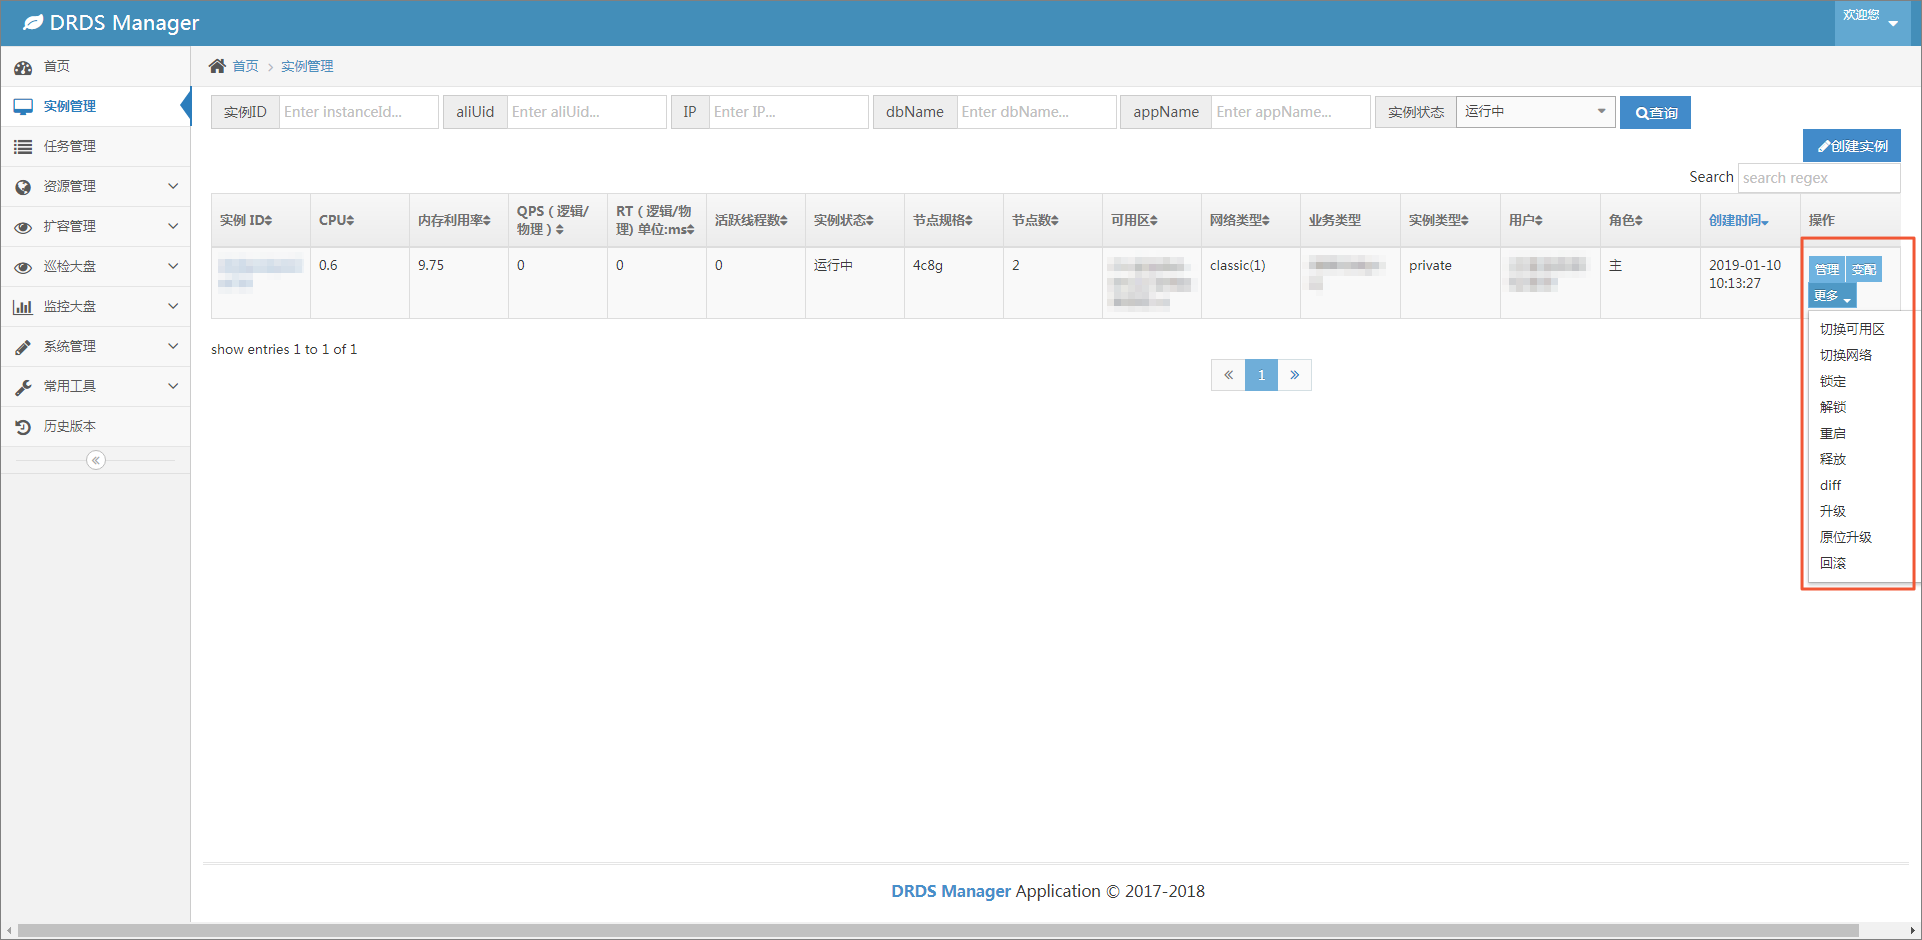 DRDS Manager
欢迎您
首页
实例管理
任务管理
资源管理
扩容管理
巡检大盘
监控大盘
系统管理
常用工具
历史版本
首页 > 实例管理
实例ID Enter instanceId... aliUid Enter aliUid... IP Enter IP... dbName Enter dbName... appName Enter appName... 实例状态 运行中 查询
创建实例
Search search regex
实例 ID CPU 内存利用率 QPS（逻辑/物理） RT（逻辑/物理) 单位:ms 活跃线程数 实例状态 节点规格 节点数 可用区 网络类型 业务类型 实例类型 用户 角色 创建时间 操作
0.6 9.75 0 0 0 运行中 4c8g 2 classic(1) private 主 2019-01-10 10:13:27 管理 变配
更多
切换可用区
切换网络
锁定
解锁
重启
释放
diff
升级
原位升级
回滚
show entries 1 to 1 of 1
« 1 »
DRDS Manager Application © 2017-2018